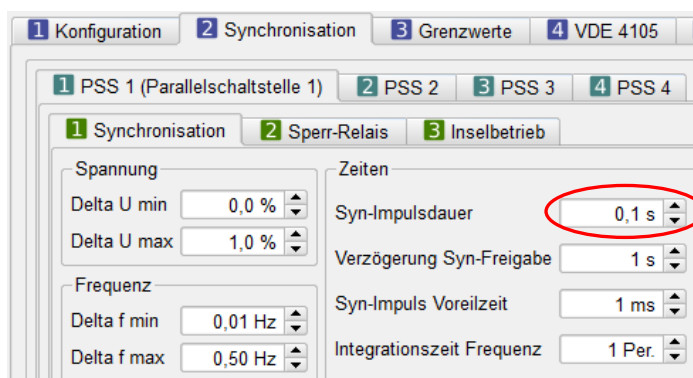 1 Konfiguration 2 Synchronisation 3 Grenzwerte 4 VDE 4105
1 PSS 1 (Parallelschaltstelle 1) 2 PSS 2 3 PSS 3 4 PSS 4
1 Synchronisation 2 Sperr-Relais 3 Inselbetrieb
Spannung
Delta U min 0,0 %
Delta U max 1,0 %
Frequenz
Delta f min 0,01 Hz
Delta f max 0,50 Hz
Zeiten
Syn-Impulsdauer 0,1 s
Verzögerung Syn-Freigabe 1 s
Syn-Impuls Voreilzeit 1 ms
Integrationszeit Frequenz 1 Per.